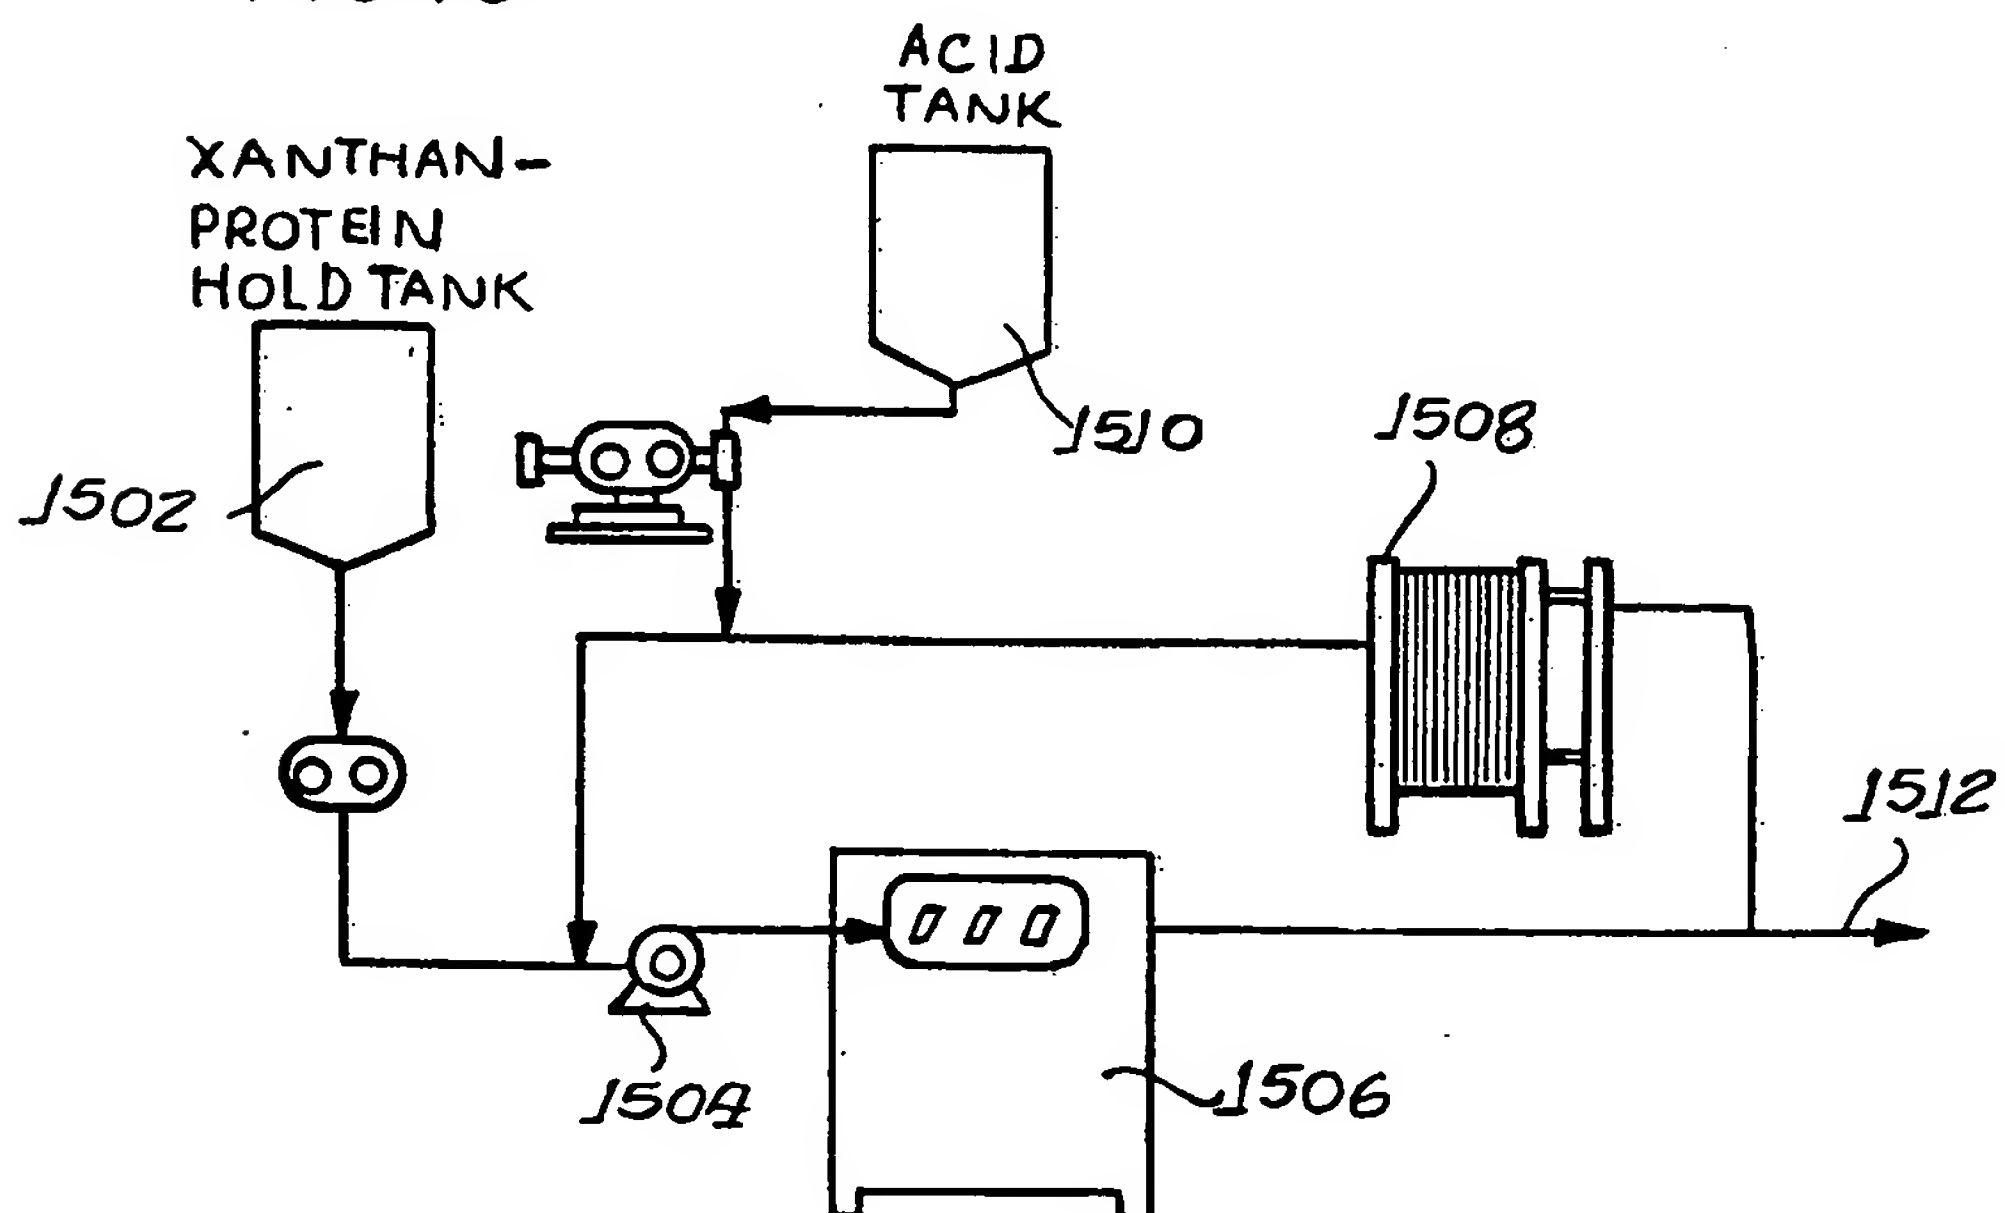 ACID
TANK
XANTHAN-
PROTEIN
HOLD TANK
1510
1508
1502
1512
1504
1506